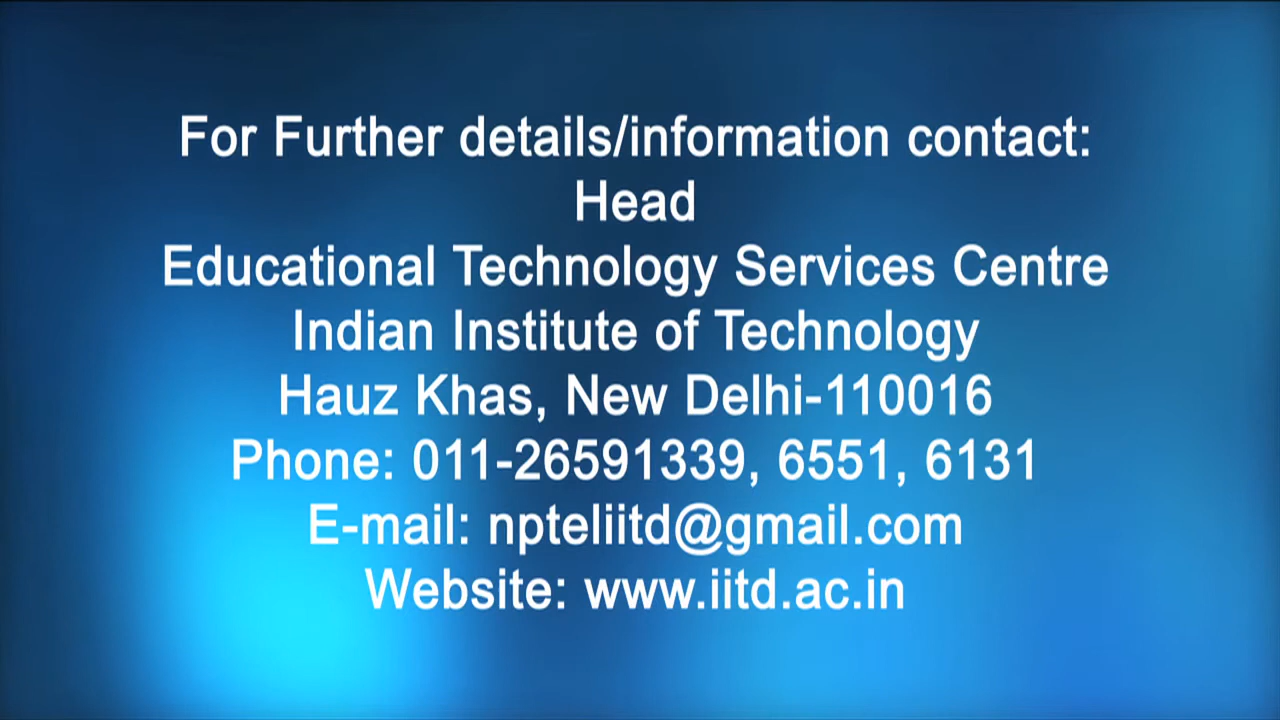 For Further details/information contact:
Head
Educational Technology Services Centre
Indian Institute of Technology
Hauz Khas, New Delhi-110016
Phone: 011-26591339, 6551, 6131
E-mail: npteliitd@gmail.com
Website: www.iitd.ac.in